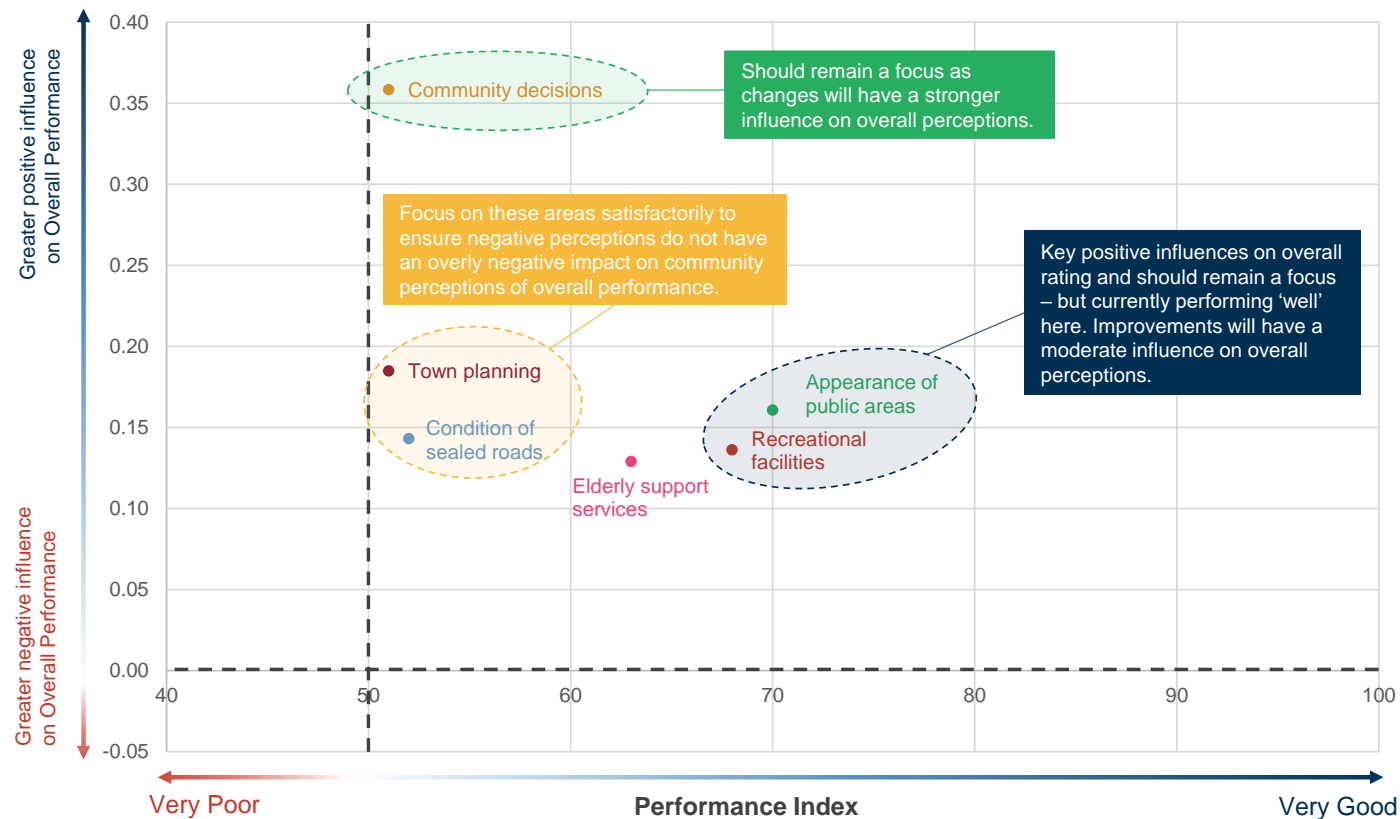 Greater positive influence
on Overall Performance
Greater negative influence
on Overall Performance
0.40
0.35
0.30
0.25
0.20
0.15
0.10
0.05
0.00
-0.05
Community decisions
Should remain a focus as
changes will have a stronger
influence on overall perceptions.
Focus on these areas satisfactorily to
ensure negative perceptions do not have
an overly negative impact on community
perceptions of overall performance.
Key positive influences on overall
rating and should remain a focus
– but currently performing ‘well’
here. Improvements will have a
moderate influence on overall
perceptions.
Town planning
Condition of
sealed roads
Appearance of
public areas
Recreational
facilities
Elderly support
services
40
50
60
70
80
90
100
Very Poor
Performance Index
Very Good